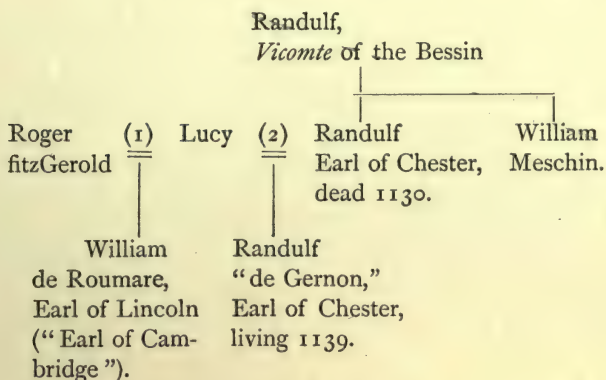 Randulf,
Vicomte of the Bessin
Roger (1) Lucy (2) Randulf William
fitzGerold Earl of Chester, Meschin.
dead 1130.
William Randulf
de Roumare, "de Gernon,"
Earl of Lincoln Earl of Chester,
("Earl of Cam- living 1139.
bridge").